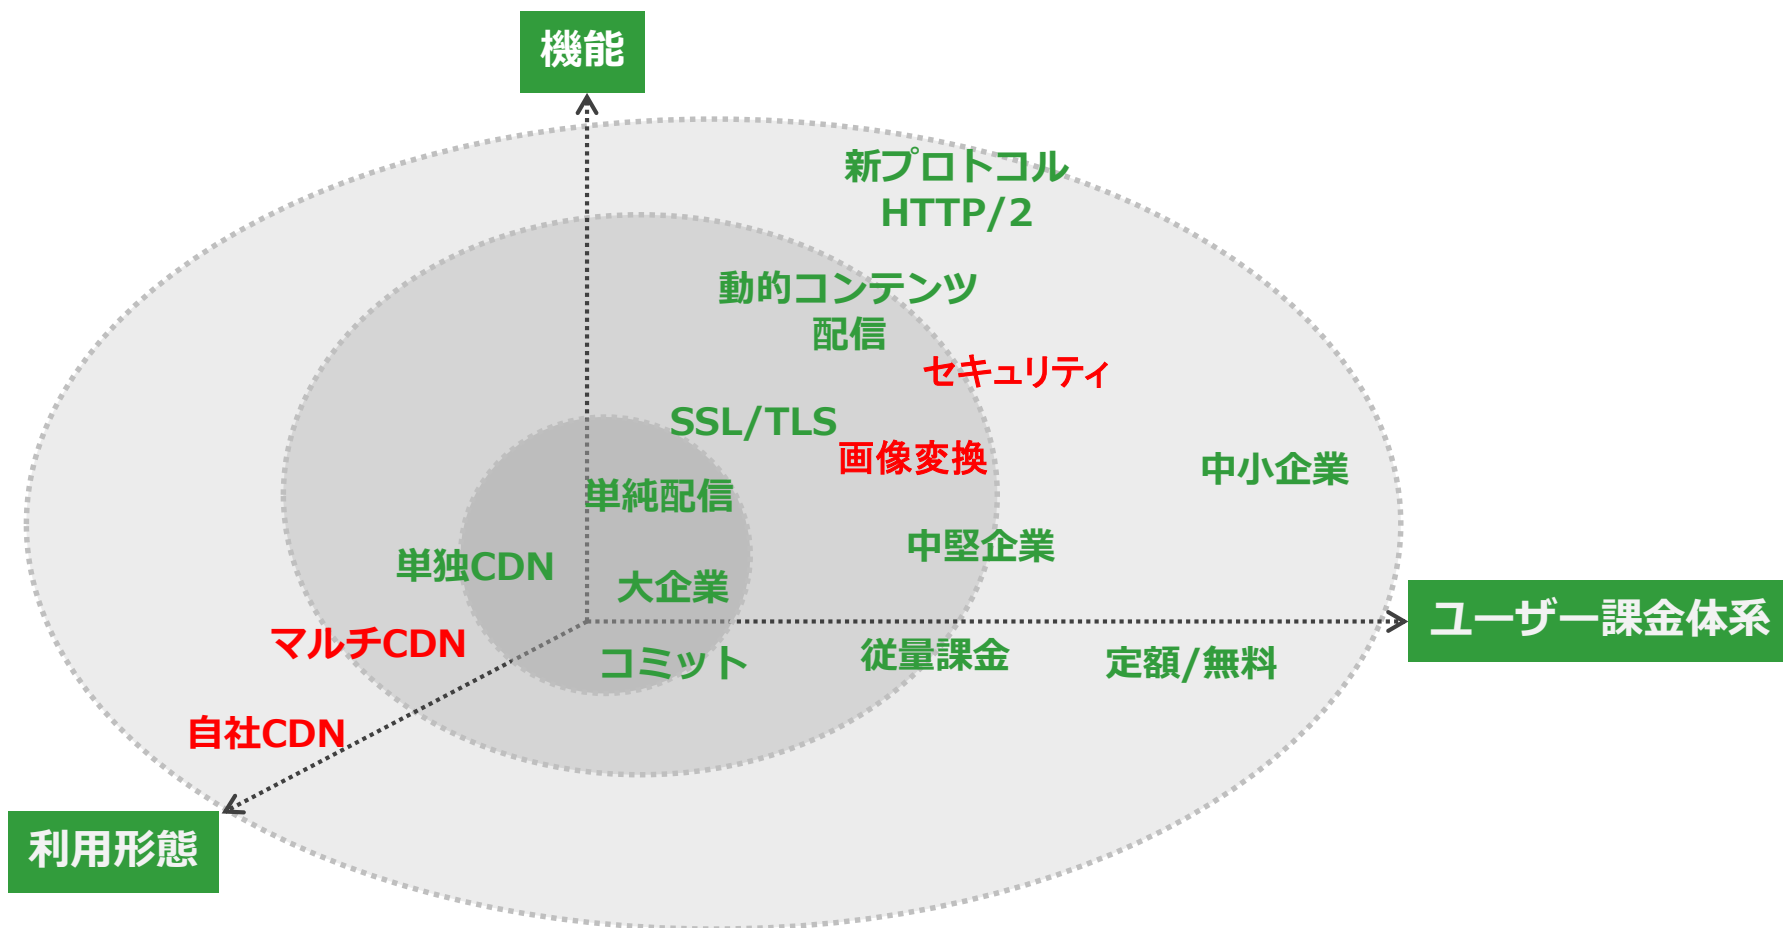 機能
新プロトコル
HTTP/2
動的コンテンツ
配信
セキュリティ
SSL/TLS
画像変換
中小企業
単純配信
中堅企業
単独CDN
大企業
ユーザー課金体系
マルチCDN
コミット
従量課金
定額/無料
自社CDN
利用形態